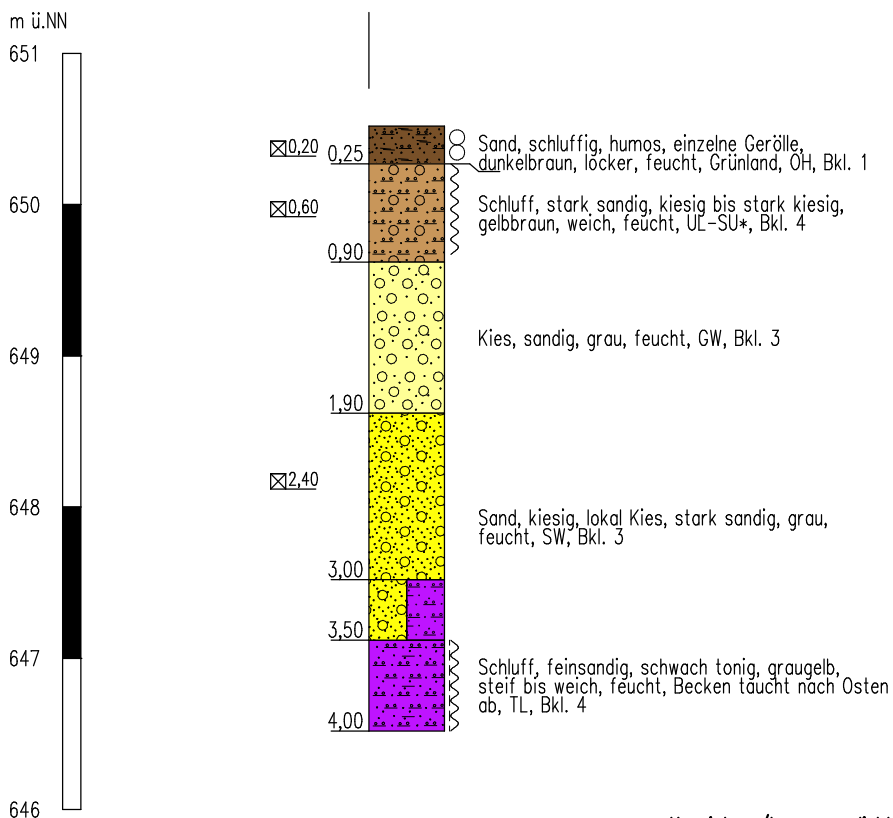 m ü.NN
651
0,20
0,25
Sand, schluffig, humos, einzelne Gerölle,
dunkelbraun, locker, feucht, Grünland, OH, Bkl. 1
650
0,60
Schluff, stark sandig, kiesig bis stark kiesig,
gelbbraun, weich, feucht, UL-SU*, Bkl. 4
0,90
649
Kies, sandig, grau, feucht, GW, Bkl. 3
1,90
2,40
648
Sand, kiesig, lokal Kies, stark sandig, grau,
feucht, SW, Bkl. 3
3,00
3,50
647
Schluff, feinsandig, schwach tonig, graugelb,
steif bis weich, feucht, Becken taucht nach Osten
ab, TL, Bkl. 4
4,00
646